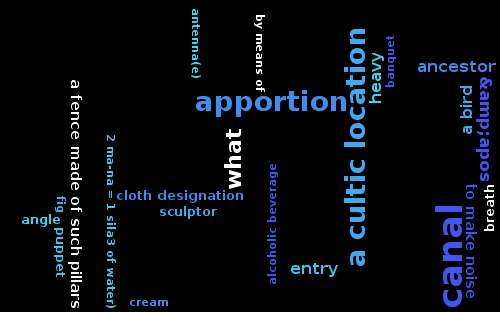 antenna(e)
by means of
banquet
heavy
ancestor
a bird
apportion
a cultic location
what
a fence made of such pillars
2 ma-na = 1 sila3 of water)
cloth designation
sculptor
alcoholic beverage
fig
puppet
angle
entry
cream
canal
to make noise
breath